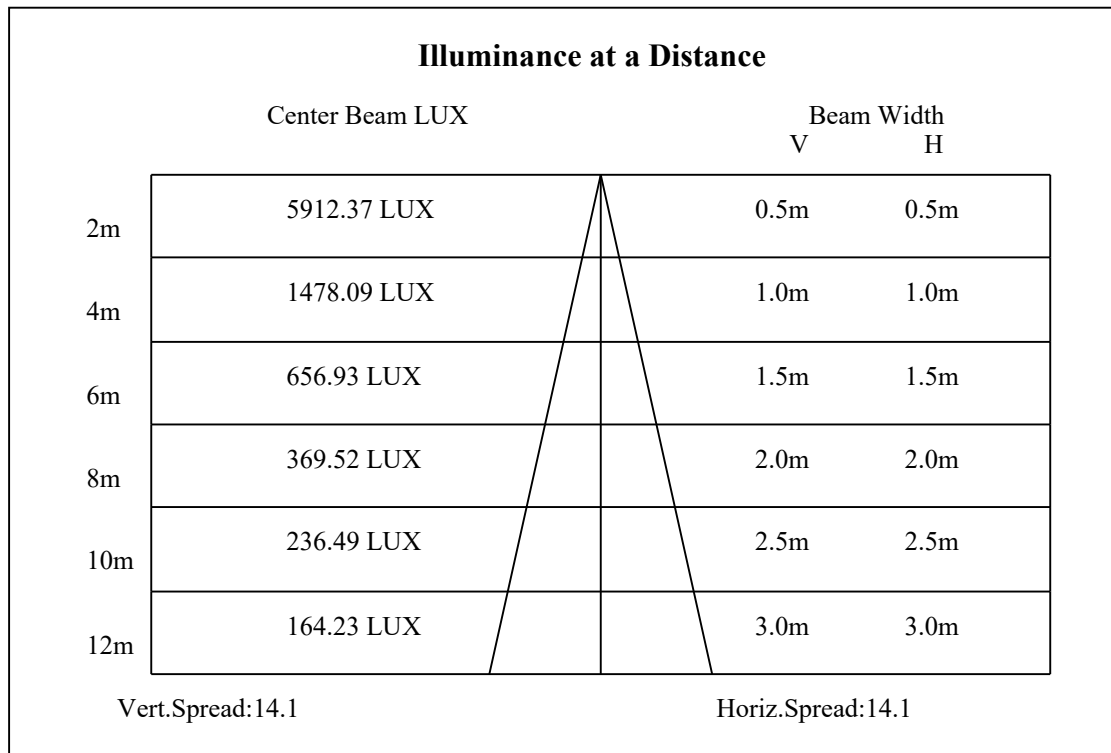 Illuminance at a Distance
Center Beam LUX Beam Width
V H
2m 5912.37 LUX 0.5m 0.5m
4m 1478.09 LUX 1.0m 1.0m
6m 656.93 LUX 1.5m 1.5m
8m 369.52 LUX 2.0m 2.0m
10m 236.49 LUX 2.5m 2.5m
12m 164.23 LUX 3.0m 3.0m
Vert.Spread:14.1 Horiz.Spread:14.1